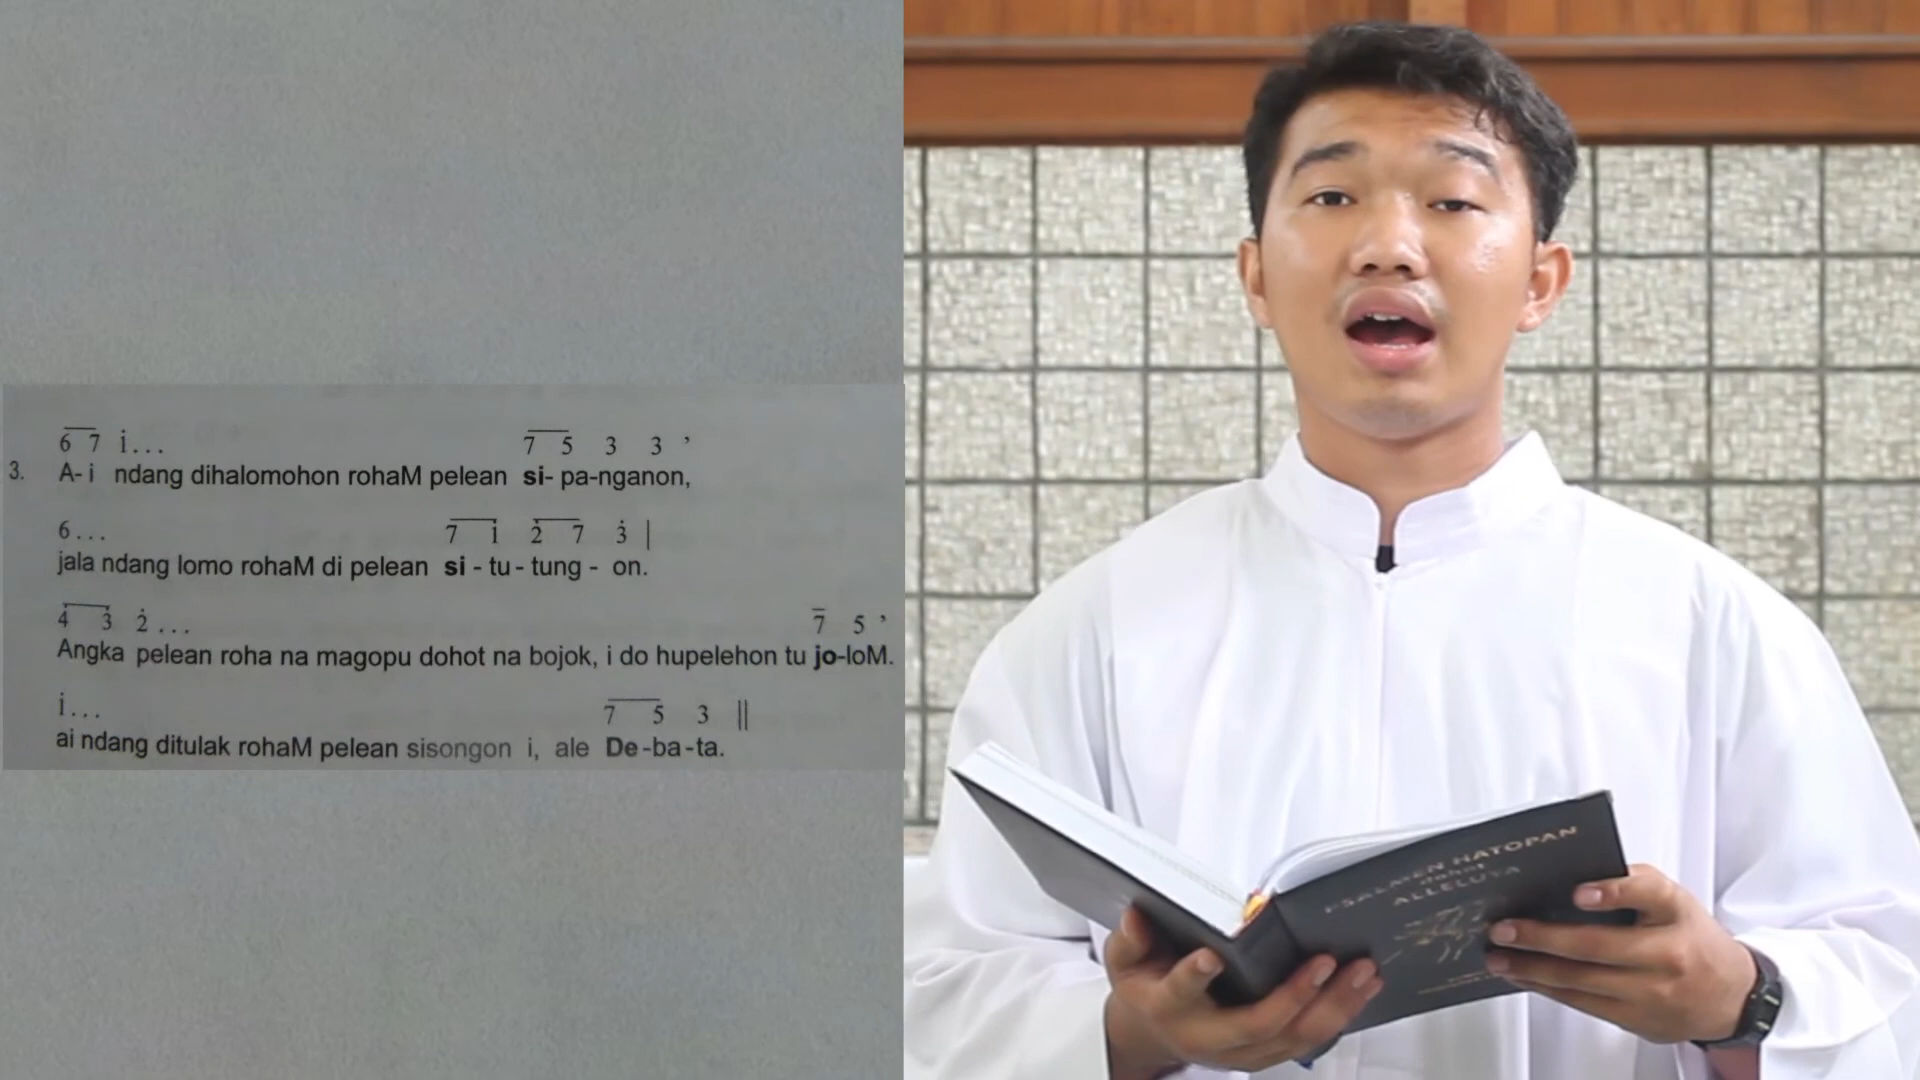 6 7 i...	7 5 3 3 ’
3. A- i ndang dihalomohon rohaM pelean si- pa-nganon,
6... 7 i 2̇ 7 3̇ |
jala ndang lomo rohaM di pelean si - tu - tung - on.
4̇ 3̇ 2̇... 7 5 ’
Angka pelean roha na magopu dohot na bojok, i do hupelehon tu jo-loM.
i... 7 5 3 ||
ai ndang ditulak rohaM pelean sisongon i, ale De-ba-ta.
PSALMEN HATOPAN
dohot
ALLELUYA